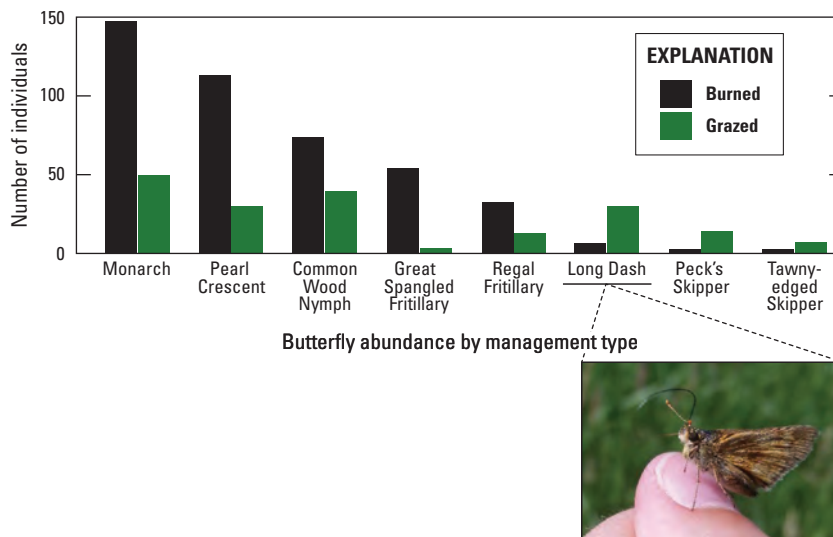 Number of individuals
150
100
50
0
EXPLANATION
Burned
Grazed
Monarch
Pearl
Crescent
Common
Wood
Nymph
Great
Spangled
Fritillary
Regal
Fritillary
Long Dash
Peck's
Skipper
Tawny-
edged
Skipper
Butterfly abundance by management type